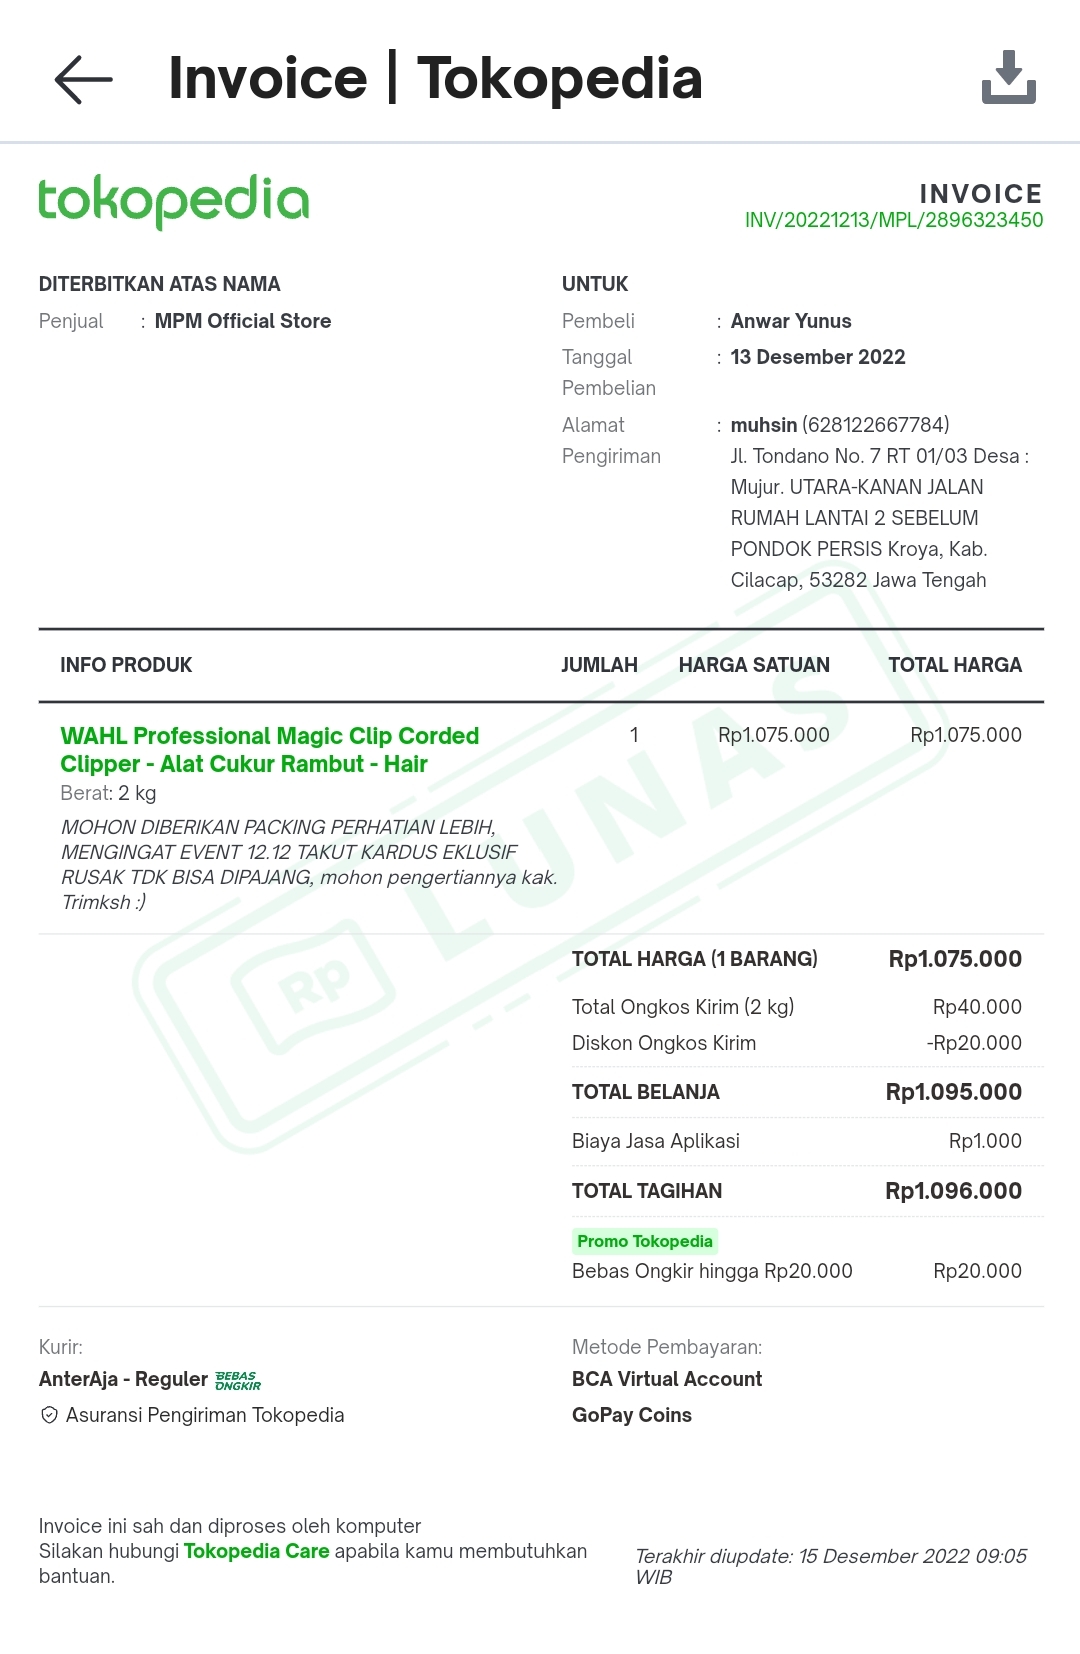 Invoice | Tokopedia
tokopedia
INVOICE
INV/20221213/MPL/2896323450
DITERBITKAN ATAS NAMA
Penjual : MPM Official Store
UNTUK
Pembeli : Anwar Yunus
Tanggal Pembelian : 13 Desember 2022
Alamat Pengiriman : muhsin (628122667784)
Jl. Tondano No. 7 RT 01/03 Desa :
Mujur. UTARA-KANAN JALAN
RUMAH LANTAI 2 SEBELUM
PONDOK PERSIS Kroya, Kab.
Cilacap, 53282 Jawa Tengah
INFO PRODUK JUMLAH HARGA SATUAN TOTAL HARGA
WAHL Professional Magic Clip Corded 1 Rp1.075.000 Rp1.075.000
Clipper - Alat Cukur Rambut - Hair
Berat: 2 kg
MOHON DIBERIKAN PACKING PERHATIAN LEBIH,
MENGINGAT EVENT 12.12 TAKUT KARDUS EKLUSIF
RUSAK TDK BISA DIPAJANG, mohon pengertiannya kak.
Trimksh :)
Rp LUNAS
TOTAL HARGA (1 BARANG) Rp1.075.000
Total Ongkos Kirim (2 kg) Rp40.000
Diskon Ongkos Kirim -Rp20.000
TOTAL BELANJA Rp1.095.000
Biaya Jasa Aplikasi Rp1.000
TOTAL TAGIHAN Rp1.096.000
Promo Tokopedia
Bebas Ongkir hingga Rp20.000 Rp20.000
Kurir:
AnterAja - Reguler BEBAS ONGKIR
Asuransi Pengiriman Tokopedia
Metode Pembayaran:
BCA Virtual Account
GoPay Coins
Invoice ini sah dan diproses oleh komputer
Silakan hubungi Tokopedia Care apabila kamu membutuhkan
bantuan.
Terakhir diupdate: 15 Desember 2022 09:05
WIB